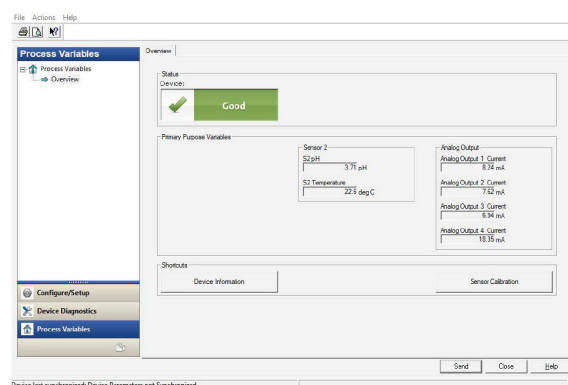 File Actions Help
Process Variables
Process Variables
Overview
Configure/Setup
Device Diagnostics
Process Variables
Overview
Status
Device:
Good
Primary Purpose Variables
Sensor 2
S2 pH
3.71 pH
S2 Temperature
22.6 deg C
Analog Output
Analog Output 1 Current
8.24 mA
Analog Output 2 Current
7.62 mA
Analog Output 3 Current
6.94 mA
Analog Output 4 Current
18.35 mA
Shortcuts
Device Information
Sensor Calibration
Send Close Help
Device last synchronized: Device Parameters not Synchronized